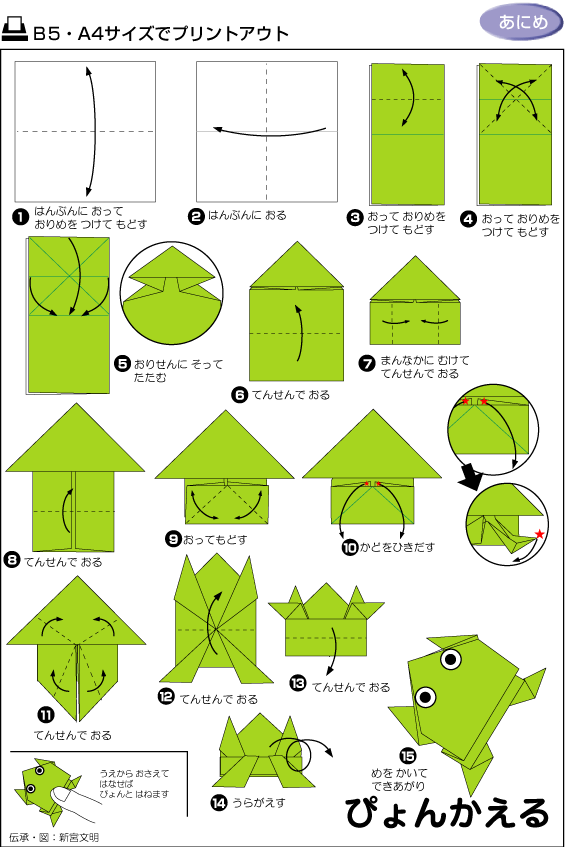 B5・A4サイズでプリントアウト
あにめ
1 はんぶんに おって
おりめを つけて もどす
2 はんぶんに おる
3 おって おりめを
つけて もどす
4 おって おりめを
つけて もどす
5 おりせんに そって
たたむ
6 てんせんで おる
7 まんなかに むけて
てんせんで おる
8 てんせんで おる
9 おってもどす
10 かどをひきだす
11
てんせんで おる
12 てんせんで おる
13 てんせんで おる
14 うらがえす
15
めを かいて
できあがり
うえから おさえて
はなせば
ぴょんと はねます
ぴょんかえる
伝承・図：新宮文明